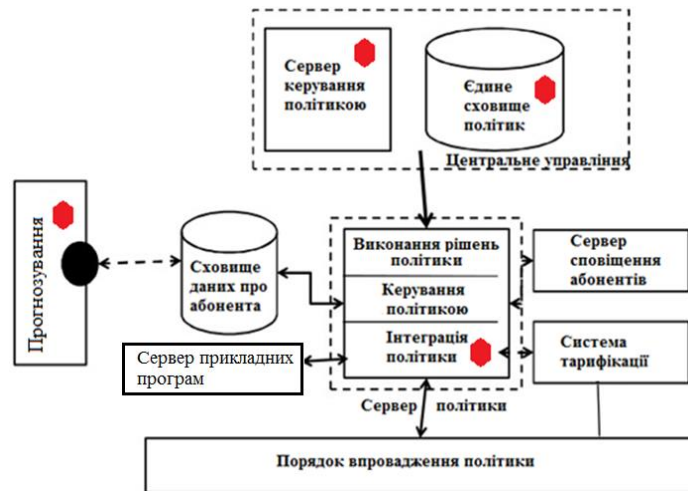 Сервер
керування
політикою
Єдине
сховище
політик
Центральне управління
Прогнозування
Сховище
даних про
абонента
Виконання рішень
політики
Керування
політикою
Інтеграція
політики
Сервер
сповіщення
абонентів
Сервер прикладних
програм
Система
тарифікації
Сервер політики
Порядок впровадження політики